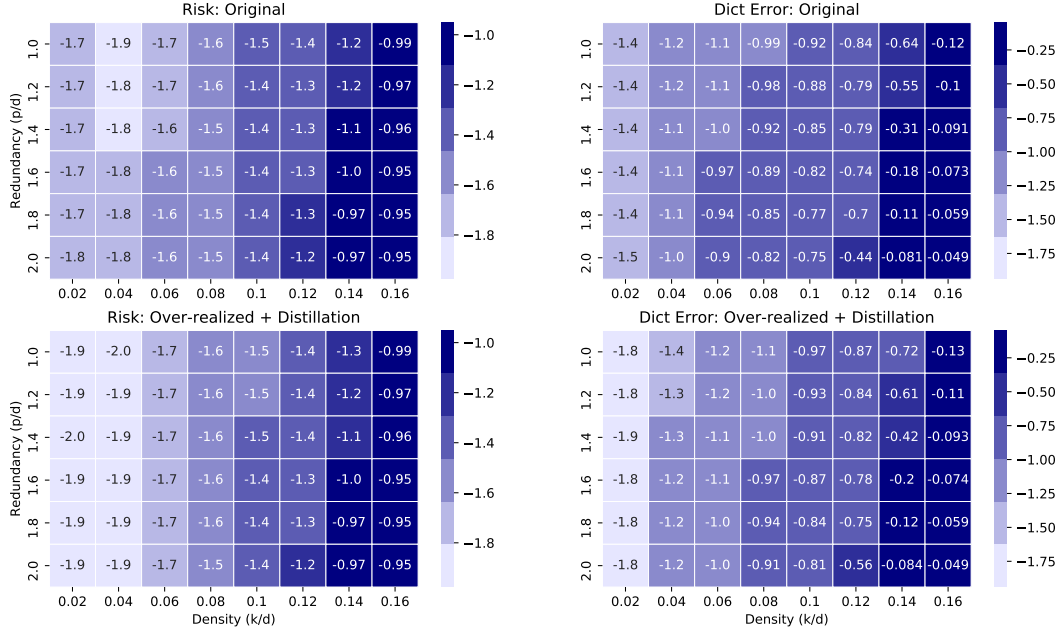 Risk: Original
Redundancy (p/d)
1.0 -1.7 -1.9 -1.7 -1.6 -1.5 -1.4 -1.2 -0.99
1.2 -1.7 -1.8 -1.7 -1.6 -1.4 -1.3 -1.2 -0.97
1.4 -1.7 -1.8 -1.6 -1.5 -1.4 -1.3 -1.1 -0.96
1.6 -1.7 -1.8 -1.6 -1.5 -1.4 -1.3 -1.0 -0.95
1.8 -1.7 -1.8 -1.6 -1.5 -1.4 -1.3 -0.97 -0.95
2.0 -1.8 -1.8 -1.6 -1.5 -1.4 -1.2 -0.97 -0.95
0.02 0.04 0.06 0.08 0.1 0.12 0.14 0.16
−1.0
−1.2
−1.4
−1.6
−1.8
Dict Error: Original
1.0 -1.4 -1.2 -1.1 -0.99 -0.92 -0.84 -0.64 -0.12
1.2 -1.4 -1.2 -1.1 -0.98 -0.88 -0.79 -0.55 -0.1
1.4 -1.4 -1.1 -1.0 -0.92 -0.85 -0.79 -0.31 -0.091
1.6 -1.4 -1.1 -0.97 -0.89 -0.82 -0.74 -0.18 -0.073
1.8 -1.4 -1.1 -0.94 -0.85 -0.77 -0.7 -0.11 -0.059
2.0 -1.5 -1.0 -0.9 -0.82 -0.75 -0.44 -0.081 -0.049
0.02 0.04 0.06 0.08 0.1 0.12 0.14 0.16
−0.25
−0.50
−0.75
−1.00
−1.25
−1.50
−1.75
Risk: Over-realized + Distillation
Redundancy (p/d)
1.0 -1.9 -2.0 -1.7 -1.6 -1.5 -1.4 -1.3 -0.99
1.2 -1.9 -1.9 -1.7 -1.6 -1.4 -1.4 -1.2 -0.97
1.4 -2.0 -1.9 -1.7 -1.6 -1.5 -1.4 -1.1 -0.96
1.6 -1.9 -1.9 -1.7 -1.6 -1.4 -1.3 -1.0 -0.95
1.8 -1.9 -1.9 -1.7 -1.6 -1.4 -1.3 -0.97 -0.95
2.0 -1.9 -1.9 -1.7 -1.5 -1.4 -1.2 -0.97 -0.95
0.02 0.04 0.06 0.08 0.1 0.12 0.14 0.16
Density (k/d)
−1.0
−1.2
−1.4
−1.6
−1.8
Dict Error: Over-realized + Distillation
1.0 -1.8 -1.4 -1.2 -1.1 -0.97 -0.87 -0.72 -0.13
1.2 -1.8 -1.3 -1.2 -1.0 -0.93 -0.84 -0.61 -0.11
1.4 -1.9 -1.3 -1.1 -1.0 -0.91 -0.82 -0.42 -0.093
1.6 -1.8 -1.2 -1.1 -0.97 -0.87 -0.78 -0.2 -0.074
1.8 -1.8 -1.2 -1.0 -0.94 -0.84 -0.75 -0.12 -0.059
2.0 -1.8 -1.2 -1.0 -0.91 -0.81 -0.56 -0.084 -0.049
0.02 0.04 0.06 0.08 0.1 0.12 0.14 0.16
Density (k/d)
−0.25
−0.50
−0.75
−1.00
−1.25
−1.50
−1.75